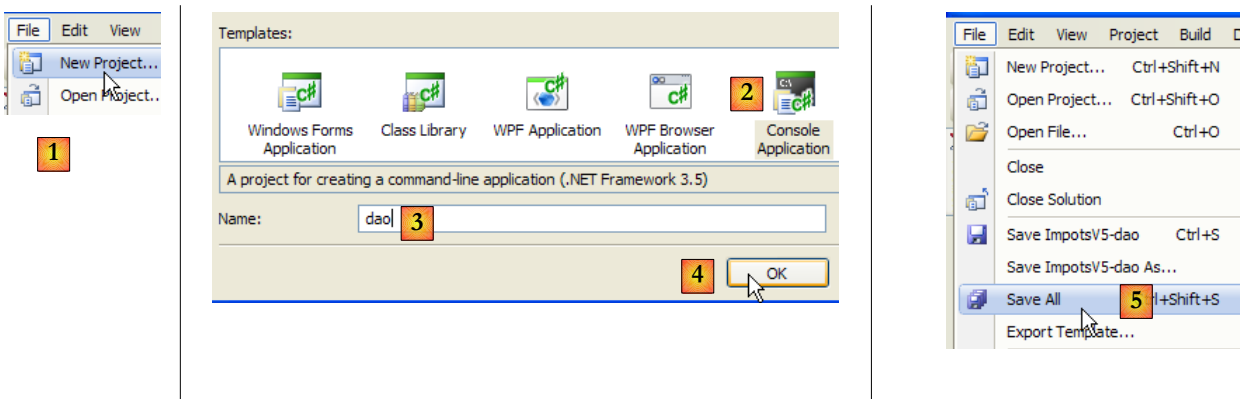 File Edit View
New Project...
Open Project..
1
Templates:
2
Windows Forms Application
Class Library
WPF Application
WPF Browser Application
Console Application
A project for creating a command-line application (.NET Framework 3.5)
Name: dao 3
4 OK
File Edit View Project Build D
New Project... Ctrl+Shift+N
Open Project... Ctrl+Shift+O
Open File... Ctrl+O
Close
Close Solution
Save ImpotsV5-dao Ctrl+S
Save ImpotsV5-dao As...
Save All 5 rl+Shift+S
Export Template...